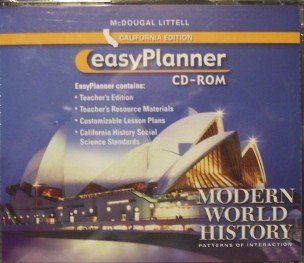 McDOUGAL LITTELL
CALIFORNIA EDITION
easyPlanner
CD-ROM
EasyPlanner contains:
• Teacher's Edition
• Teacher's Resource Materials
• Customizable Lesson Plans
• California History Social
Science Standards
MODERN
WORLD
HISTORY
PATTERNS OF INTERACTION